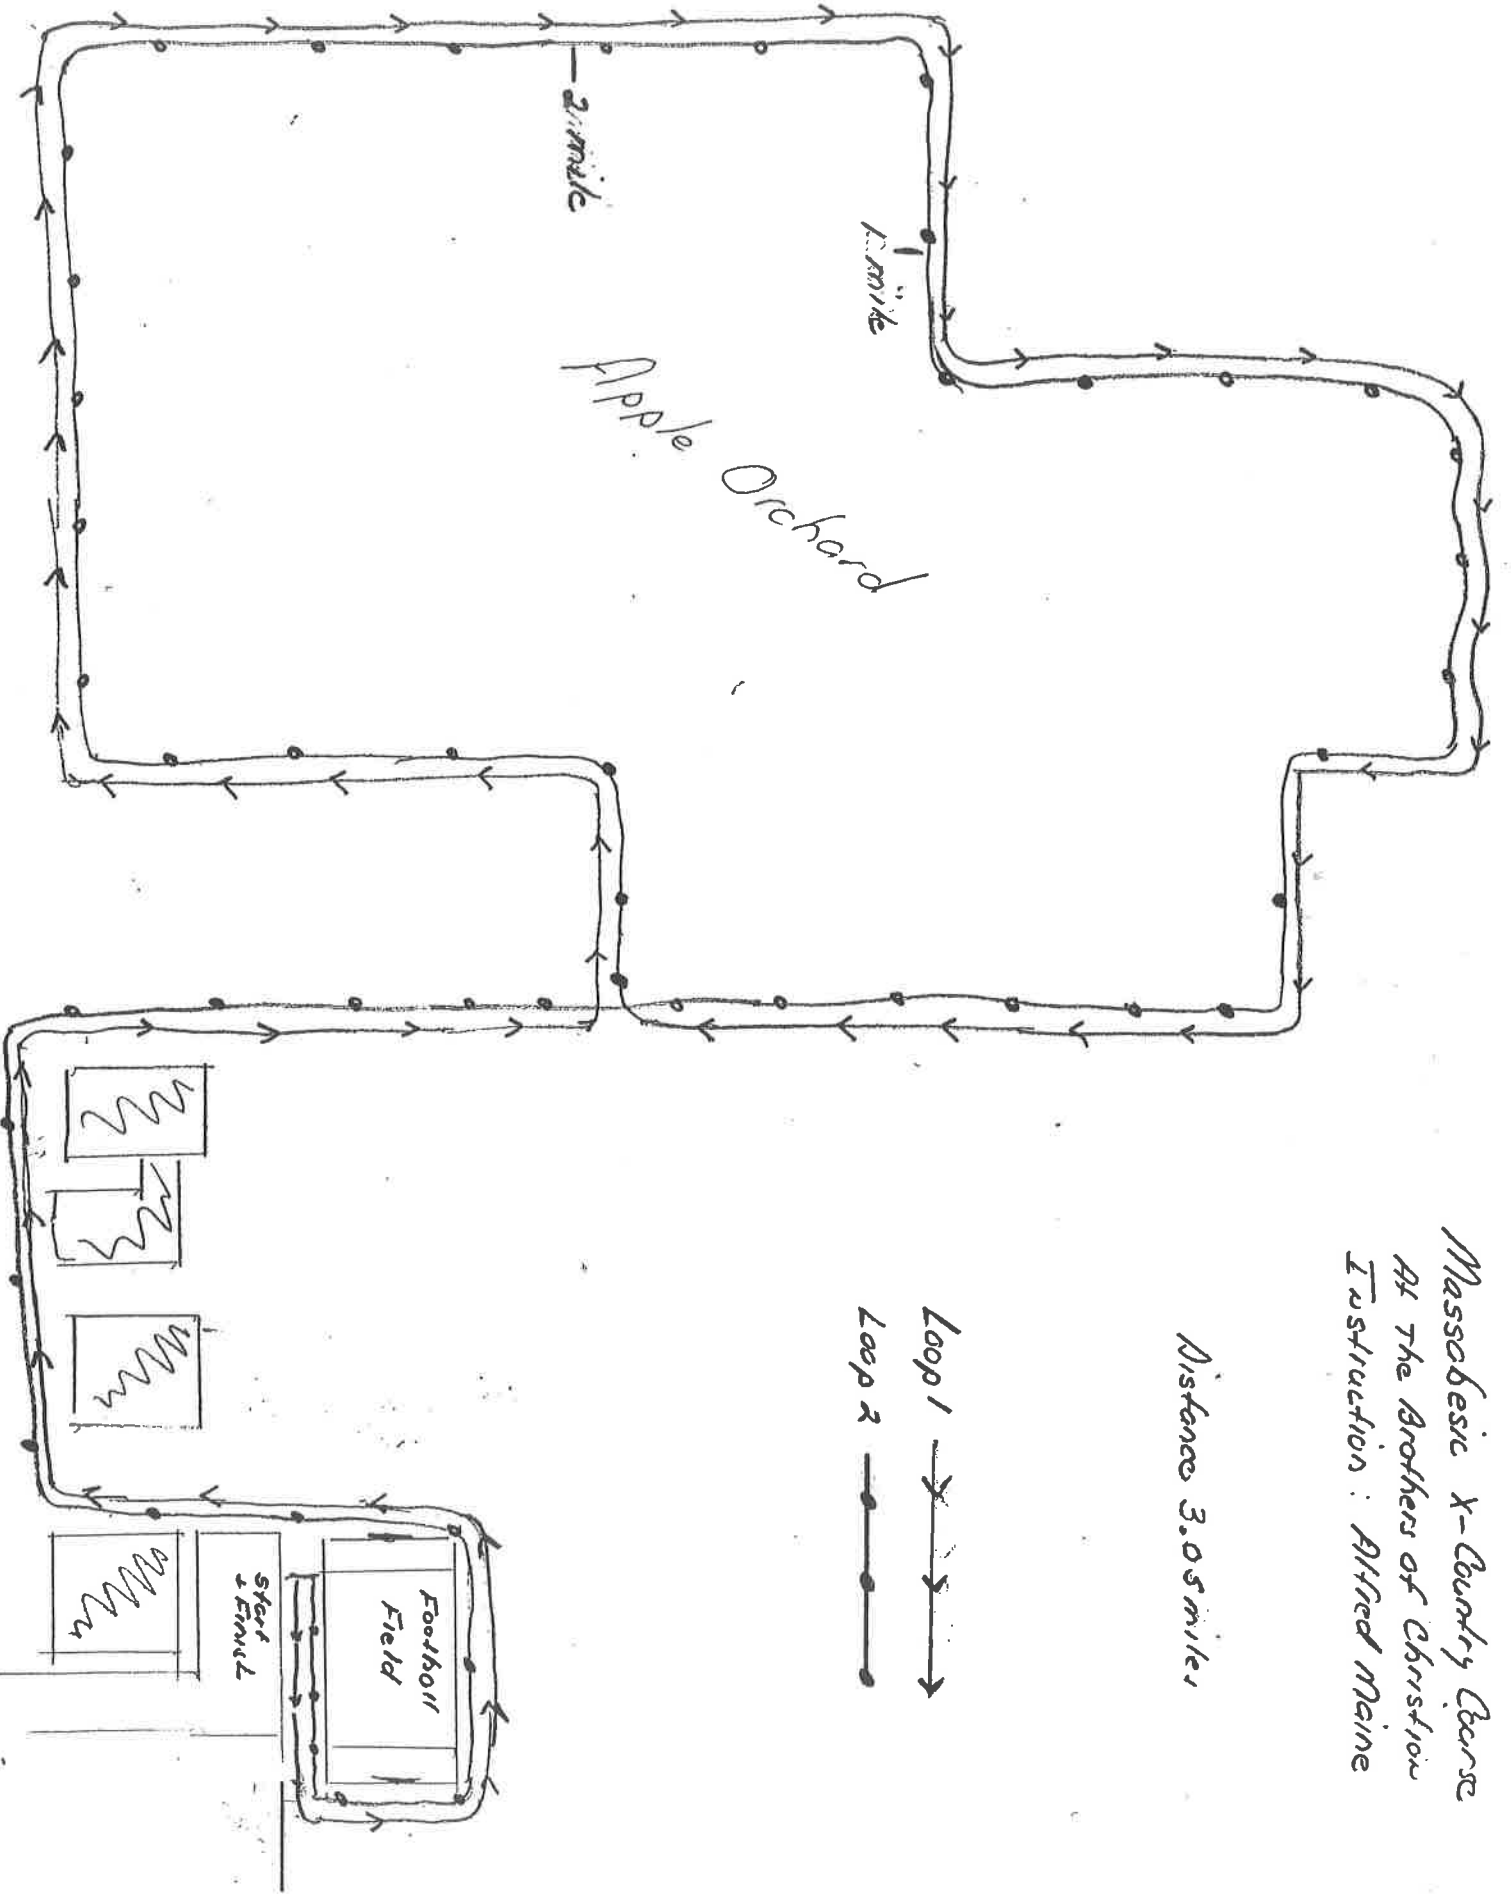 Massabesic X-Country Course
At The Brothers of Christian
Instruction: Alfred Maine
Distance 3.05 miles
Loop 1
Loop 2
1-mile
2-mile
Apple Orchard
Football
Field
Start
+ Finish